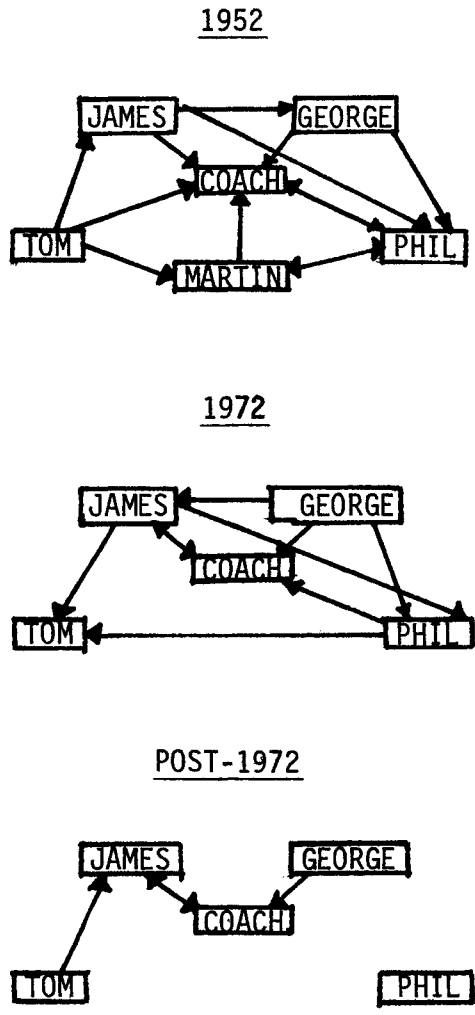 1952
JAMES GEORGE
COACH
TOM PHIL
MARTIN
1972
JAMES GEORGE
COACH
TOM PHIL
POST-1972
JAMES GEORGE
COACH
TOM PHIL